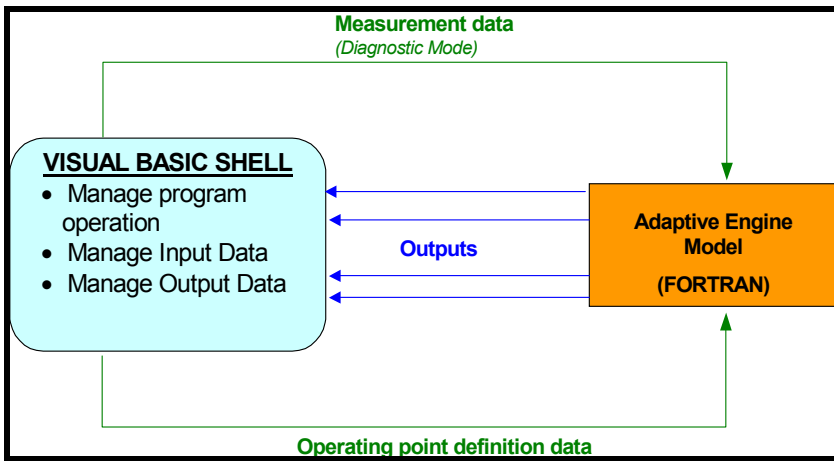 Measurement data
(Diagnostic Mode)
VISUAL BASIC SHELL
• Manage program
operation
• Manage Input Data
• Manage Output Data
Outputs
Adaptive Engine
Model
(FORTRAN)
Operating point definition data